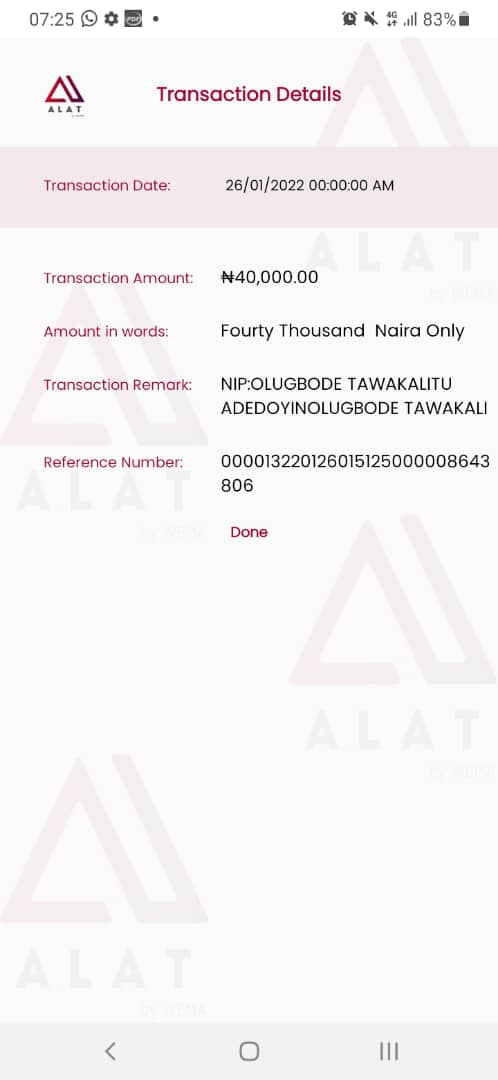 07:25 83%
ALAT
Transaction Details
Transaction Date: 26/01/2022 00:00:00 AM
Transaction Amount: ₦40,000.00
Amount in words: Fourty Thousand Naira Only
Transaction Remark: NIP:OLUGBODE TAWAKALITU
ADEDOYINOLUGBODE TAWAKALI
Reference Number: 000013220126015125000008643
806
Done
ALAT
by WEMA
ALAT
by WEMA
ALAT
by WEMA
ALAT
by WEMA